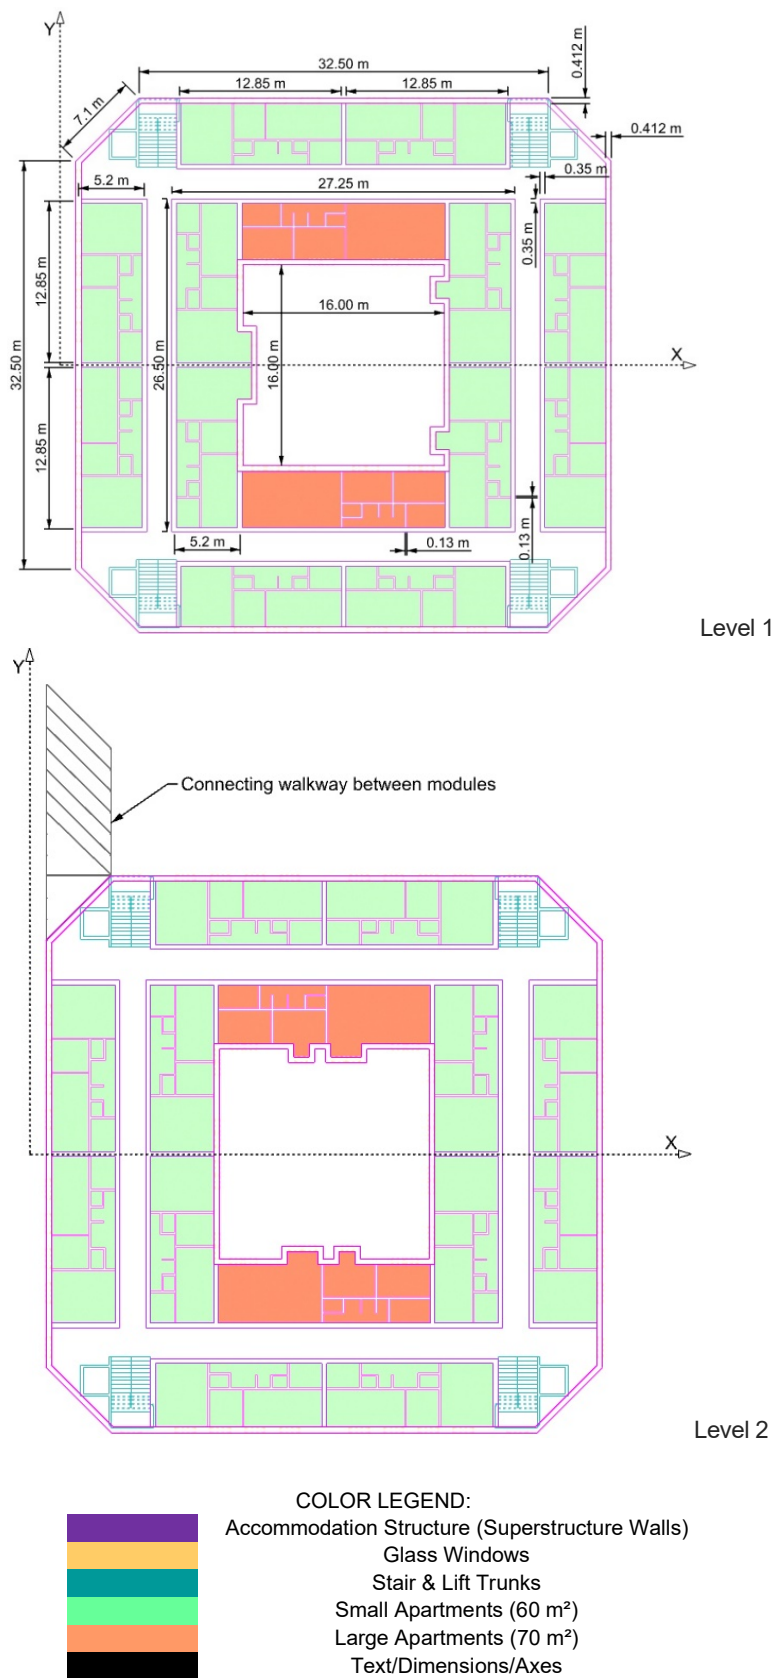 Y
32.50 m
12.85 m
12.85 m
0.412 m
7.1 m
0.412 m
0.35 m
5.2 m
27.25 m
0.35 m
12.85 m
16.00 m
X
32.50 m
26.50 m
16.00 m
12.85 m
5.2 m
0.13 m
0.13 m
Level 1
Y
Connecting walkway between modules
X
Level 2
COLOR LEGEND:
Accommodation Structure (Superstructure Walls)
Glass Windows
Stair & Lift Trunks
Small Apartments (60 m²)
Large Apartments (70 m²)
Text/Dimensions/Axes